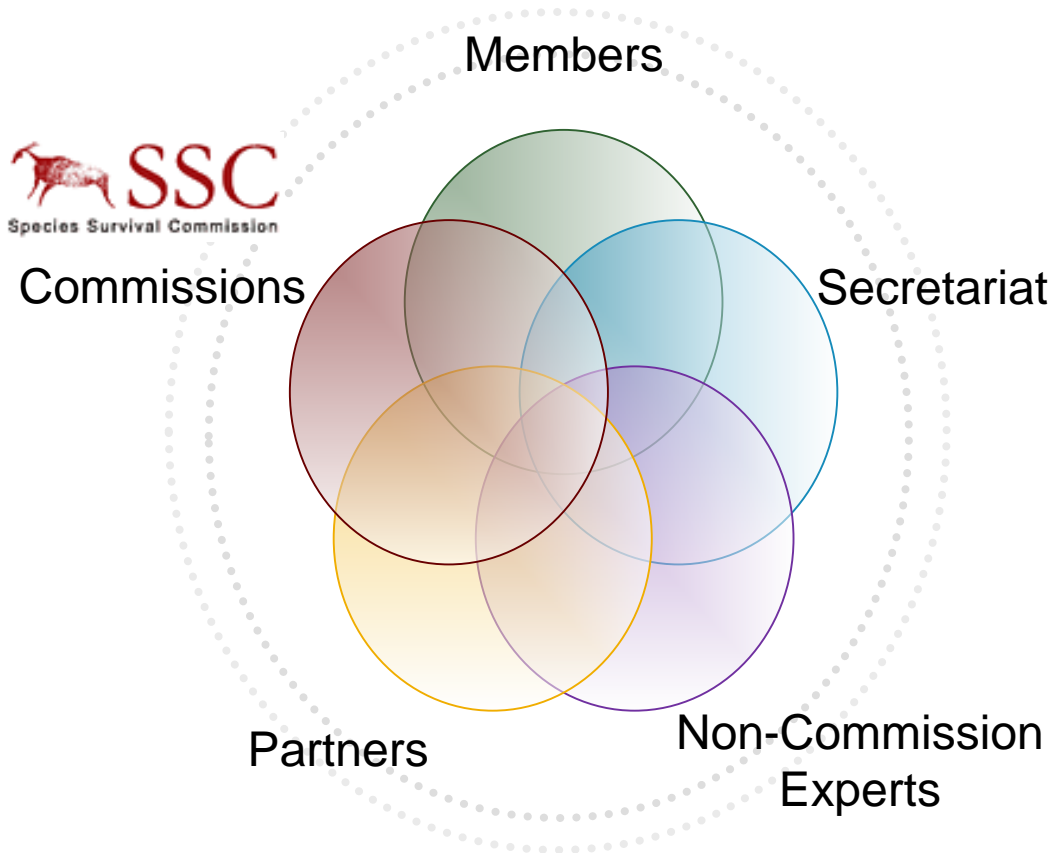 Members
SSC
Species Survival Commission
Commissions
Secretariat
Partners
Non-Commission
Experts